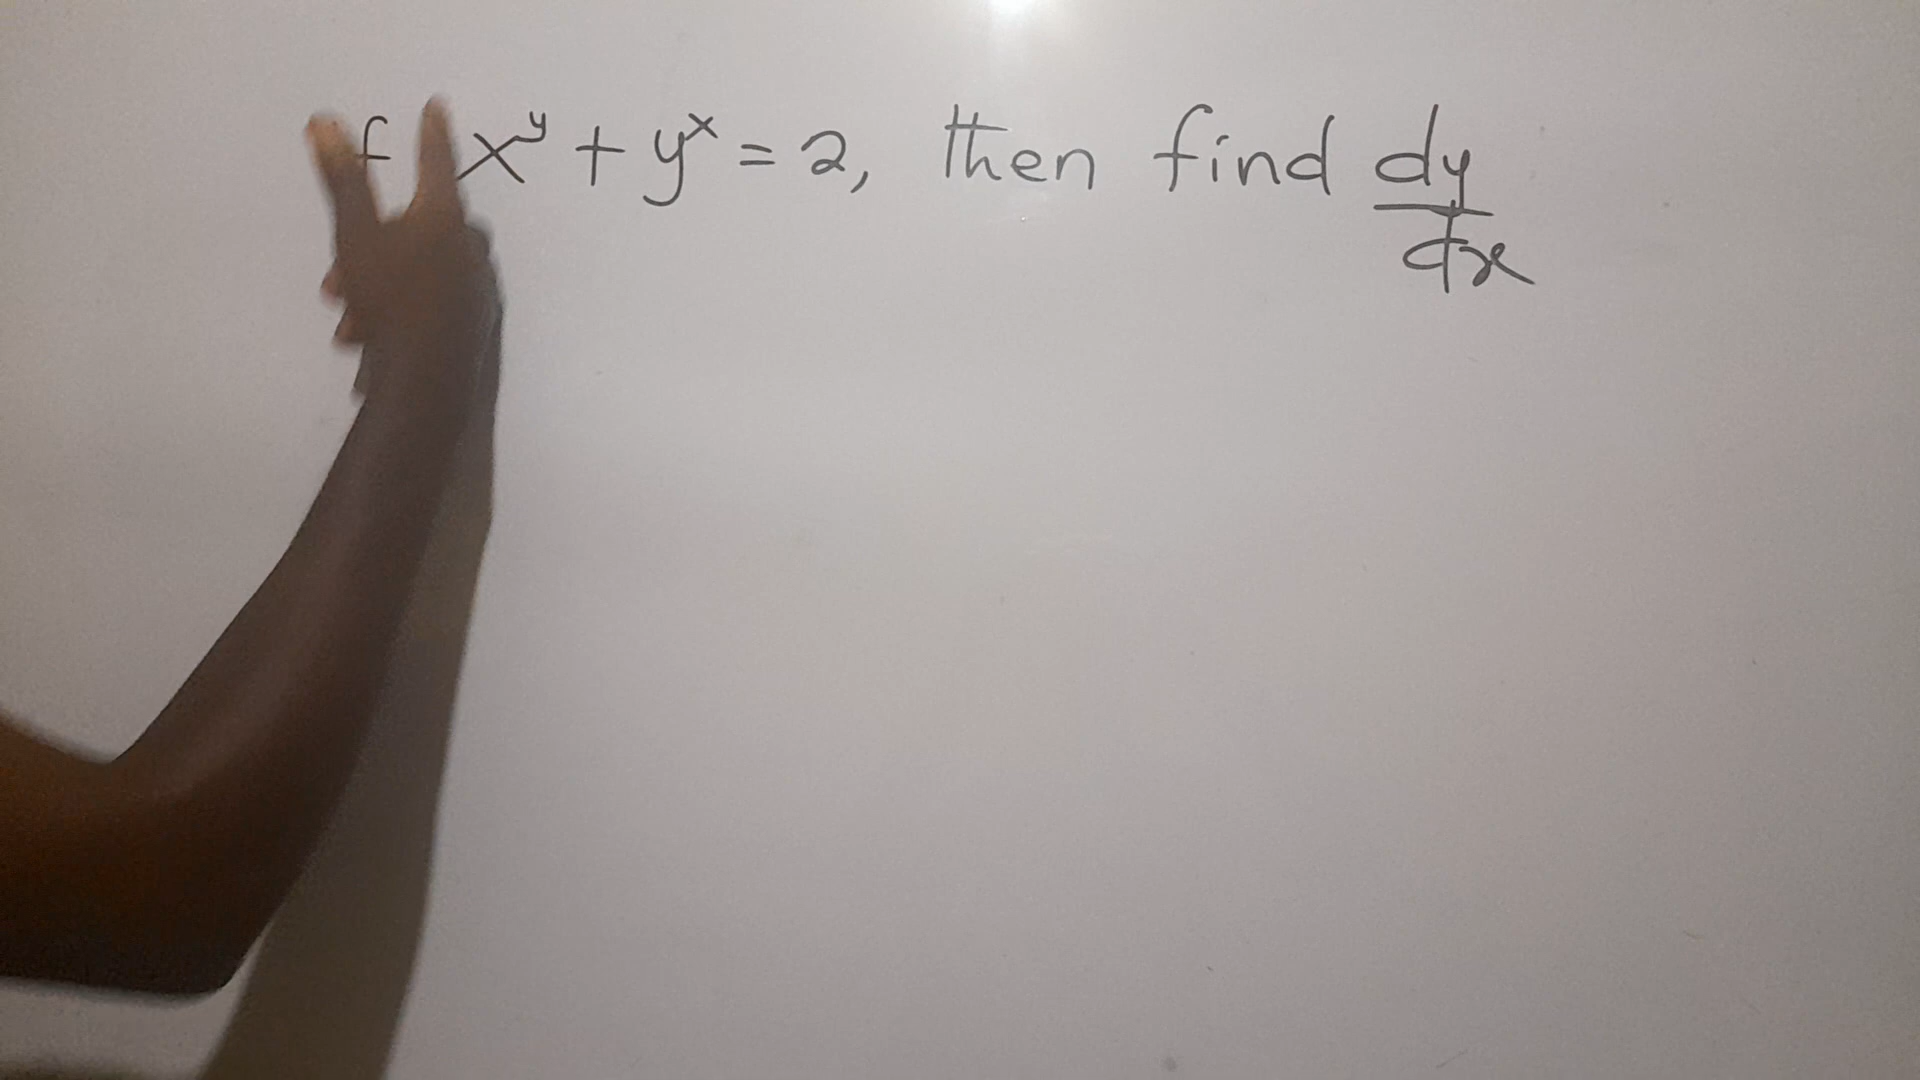 f x^y + y^x = 2, then find dy/dx